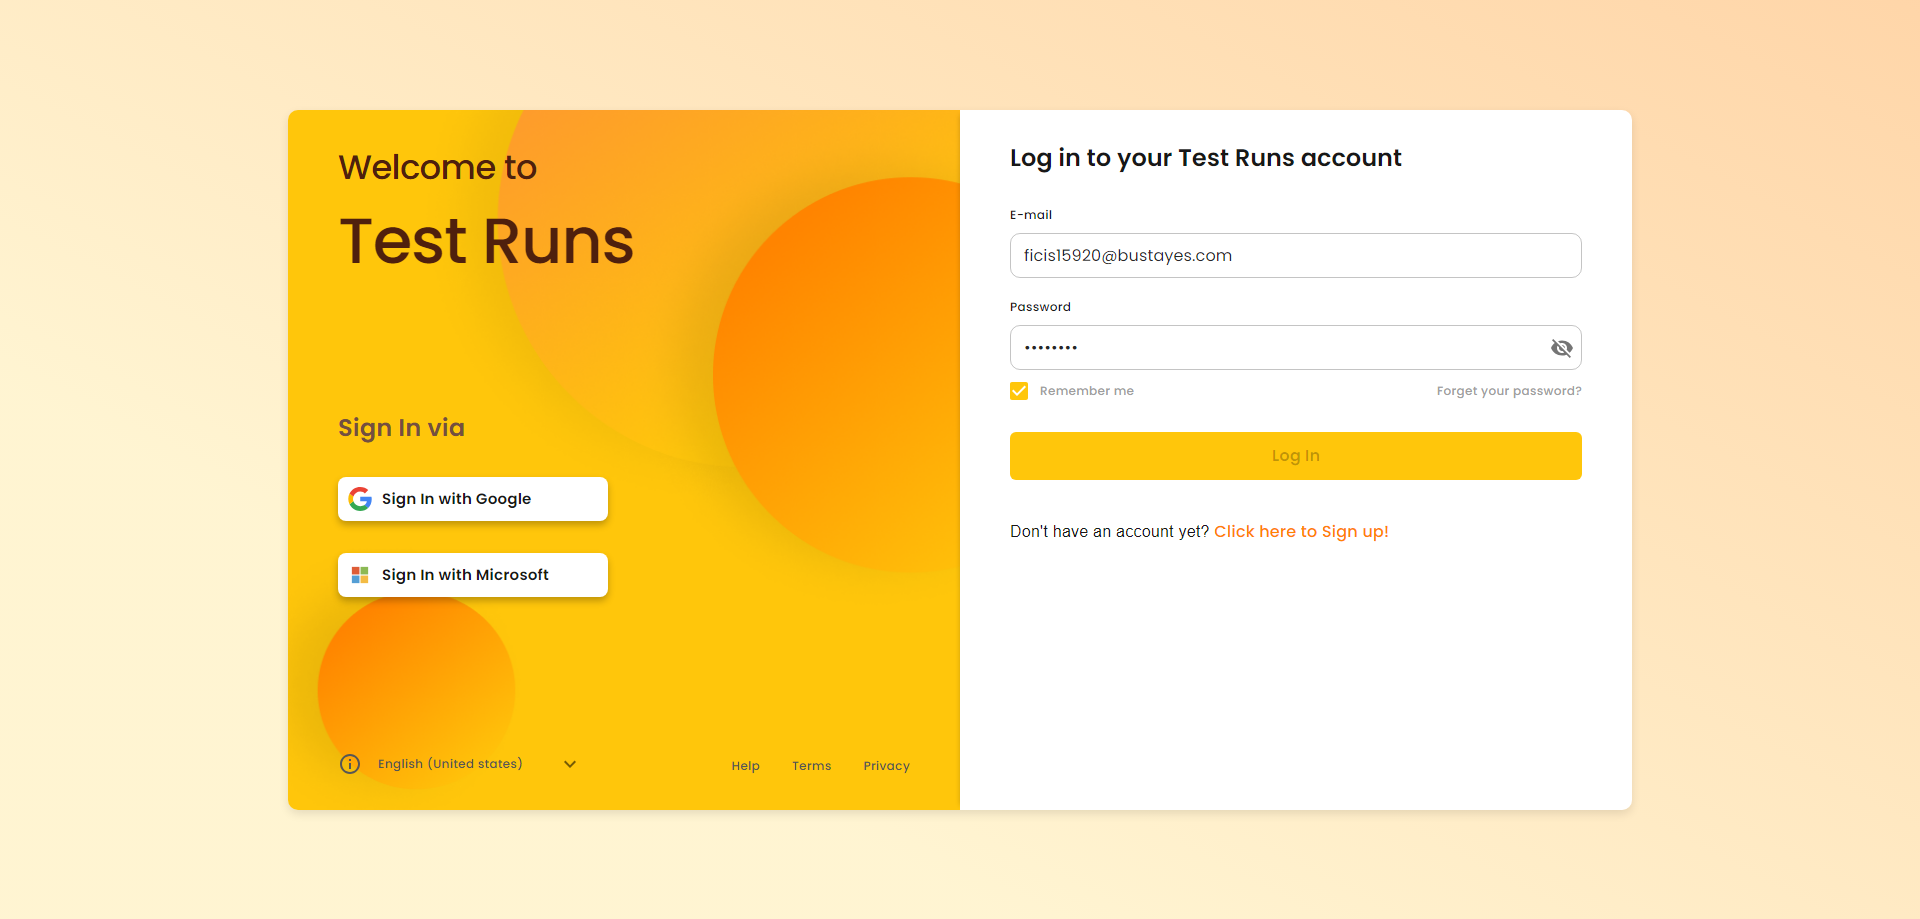 Welcome to
Test Runs
Sign In via
Sign In with Google
Sign In with Microsoft
English (United states)
Help Terms Privacy
Log in to your Test Runs account
E-mail
ficis15920@bustayes.com
Password
••••••••
Remember me Forget your password?
Log In
Don't have an account yet? Click here to Sign up!